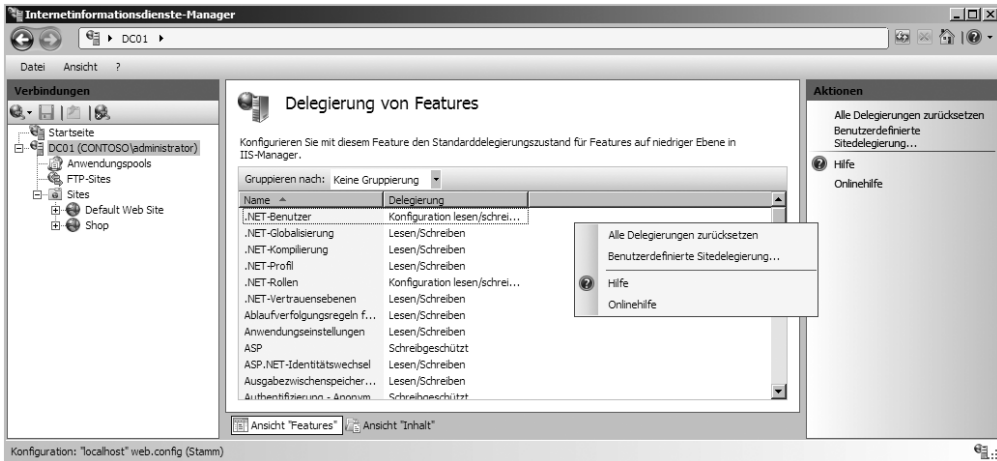 Internetinformationsdienste-Manager
DC01
Datei Ansicht ?
Verbindungen
Startseite
DC01 (CONTOSO\administrator)
Anwendungspools
FTP-Sites
Sites
Default Web Site
Shop
Delegierung von Features
Konfigurieren Sie mit diesem Feature den Standarddelegierungszustand für Features auf niedriger Ebene in
IIS-Manager.
Gruppieren nach: Keine Gruppierung
Name Delegierung
.NET-Benutzer Konfiguration lesen/schrei...
.NET-Globalisierung Lesen/Schreiben
.NET-Kompilierung Lesen/Schreiben
.NET-Profil Lesen/Schreiben
.NET-Rollen Konfiguration lesen/schrei...
.NET-Vertrauensebenen Lesen/Schreiben
Ablaufverfolgungsregeln f... Lesen/Schreiben
Anwendungseinstellungen Lesen/Schreiben
ASP Schreibgeschützt
ASP.NET-Identitätswechsel Lesen/Schreiben
Ausgabezwischenspeicher... Lesen/Schreiben
Authentifizierung - Anonym Schreibgeschützt
Alle Delegierungen zurücksetzen
Benutzerdefinierte Sitedelegierung...
Hilfe
Onlinehilfe
Ansicht "Features" Ansicht "Inhalt"
Aktionen
Alle Delegierungen zurücksetzen
Benutzerdefinierte
Sitedelegierung...
Hilfe
Onlinehilfe
Konfiguration: "localhost" web.config (Stamm)